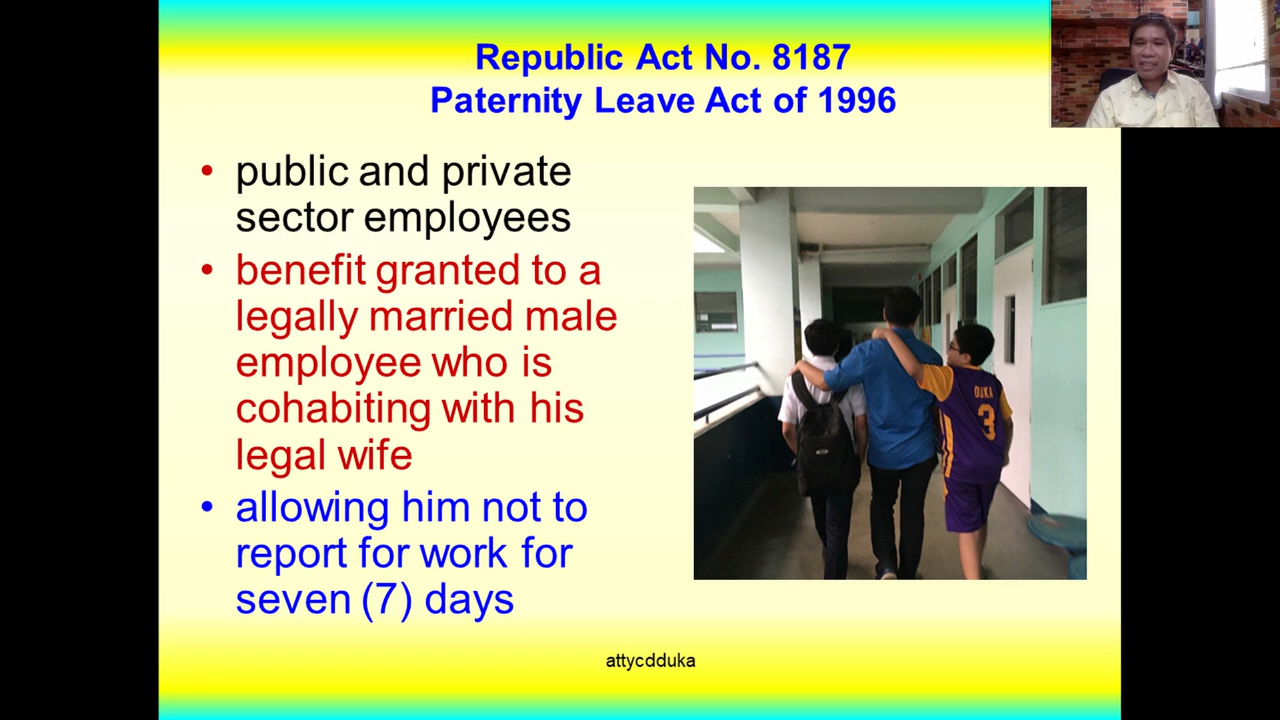 Republic Act No. 8187
Paternity Leave Act of 1996
• public and private
sector employees
• benefit granted to a
legally married male
employee who is
cohabiting with his
legal wife
• allowing him not to
report for work for
seven (7) days
DUKA
3
attycdduka